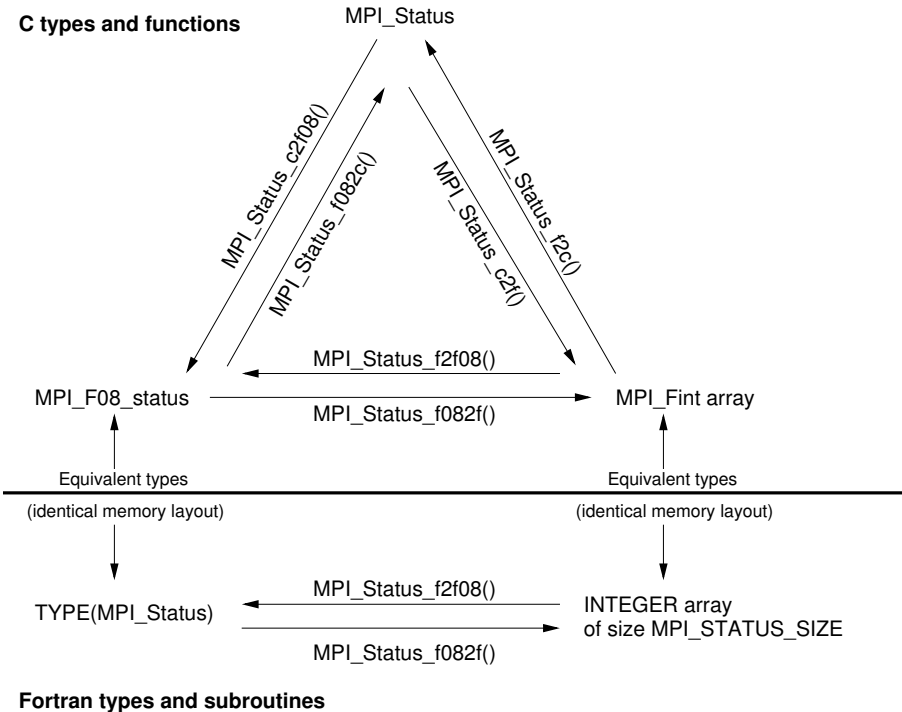 MPI_Status
C types and functions
MPI_Status_c2f08()
MPI_Status_f082c()
MPI_Status_c2f()
MPI_Status_f2c()
MPI_Status_f2f08()
MPI_F08_status
MPI_Fint array
MPI_Status_f082f()
Equivalent types
Equivalent types
(identical memory layout)
(identical memory layout)
MPI_Status_f2f08()
TYPE(MPI_Status)
INTEGER array
of size MPI_STATUS_SIZE
MPI_Status_f082f()
Fortran types and subroutines